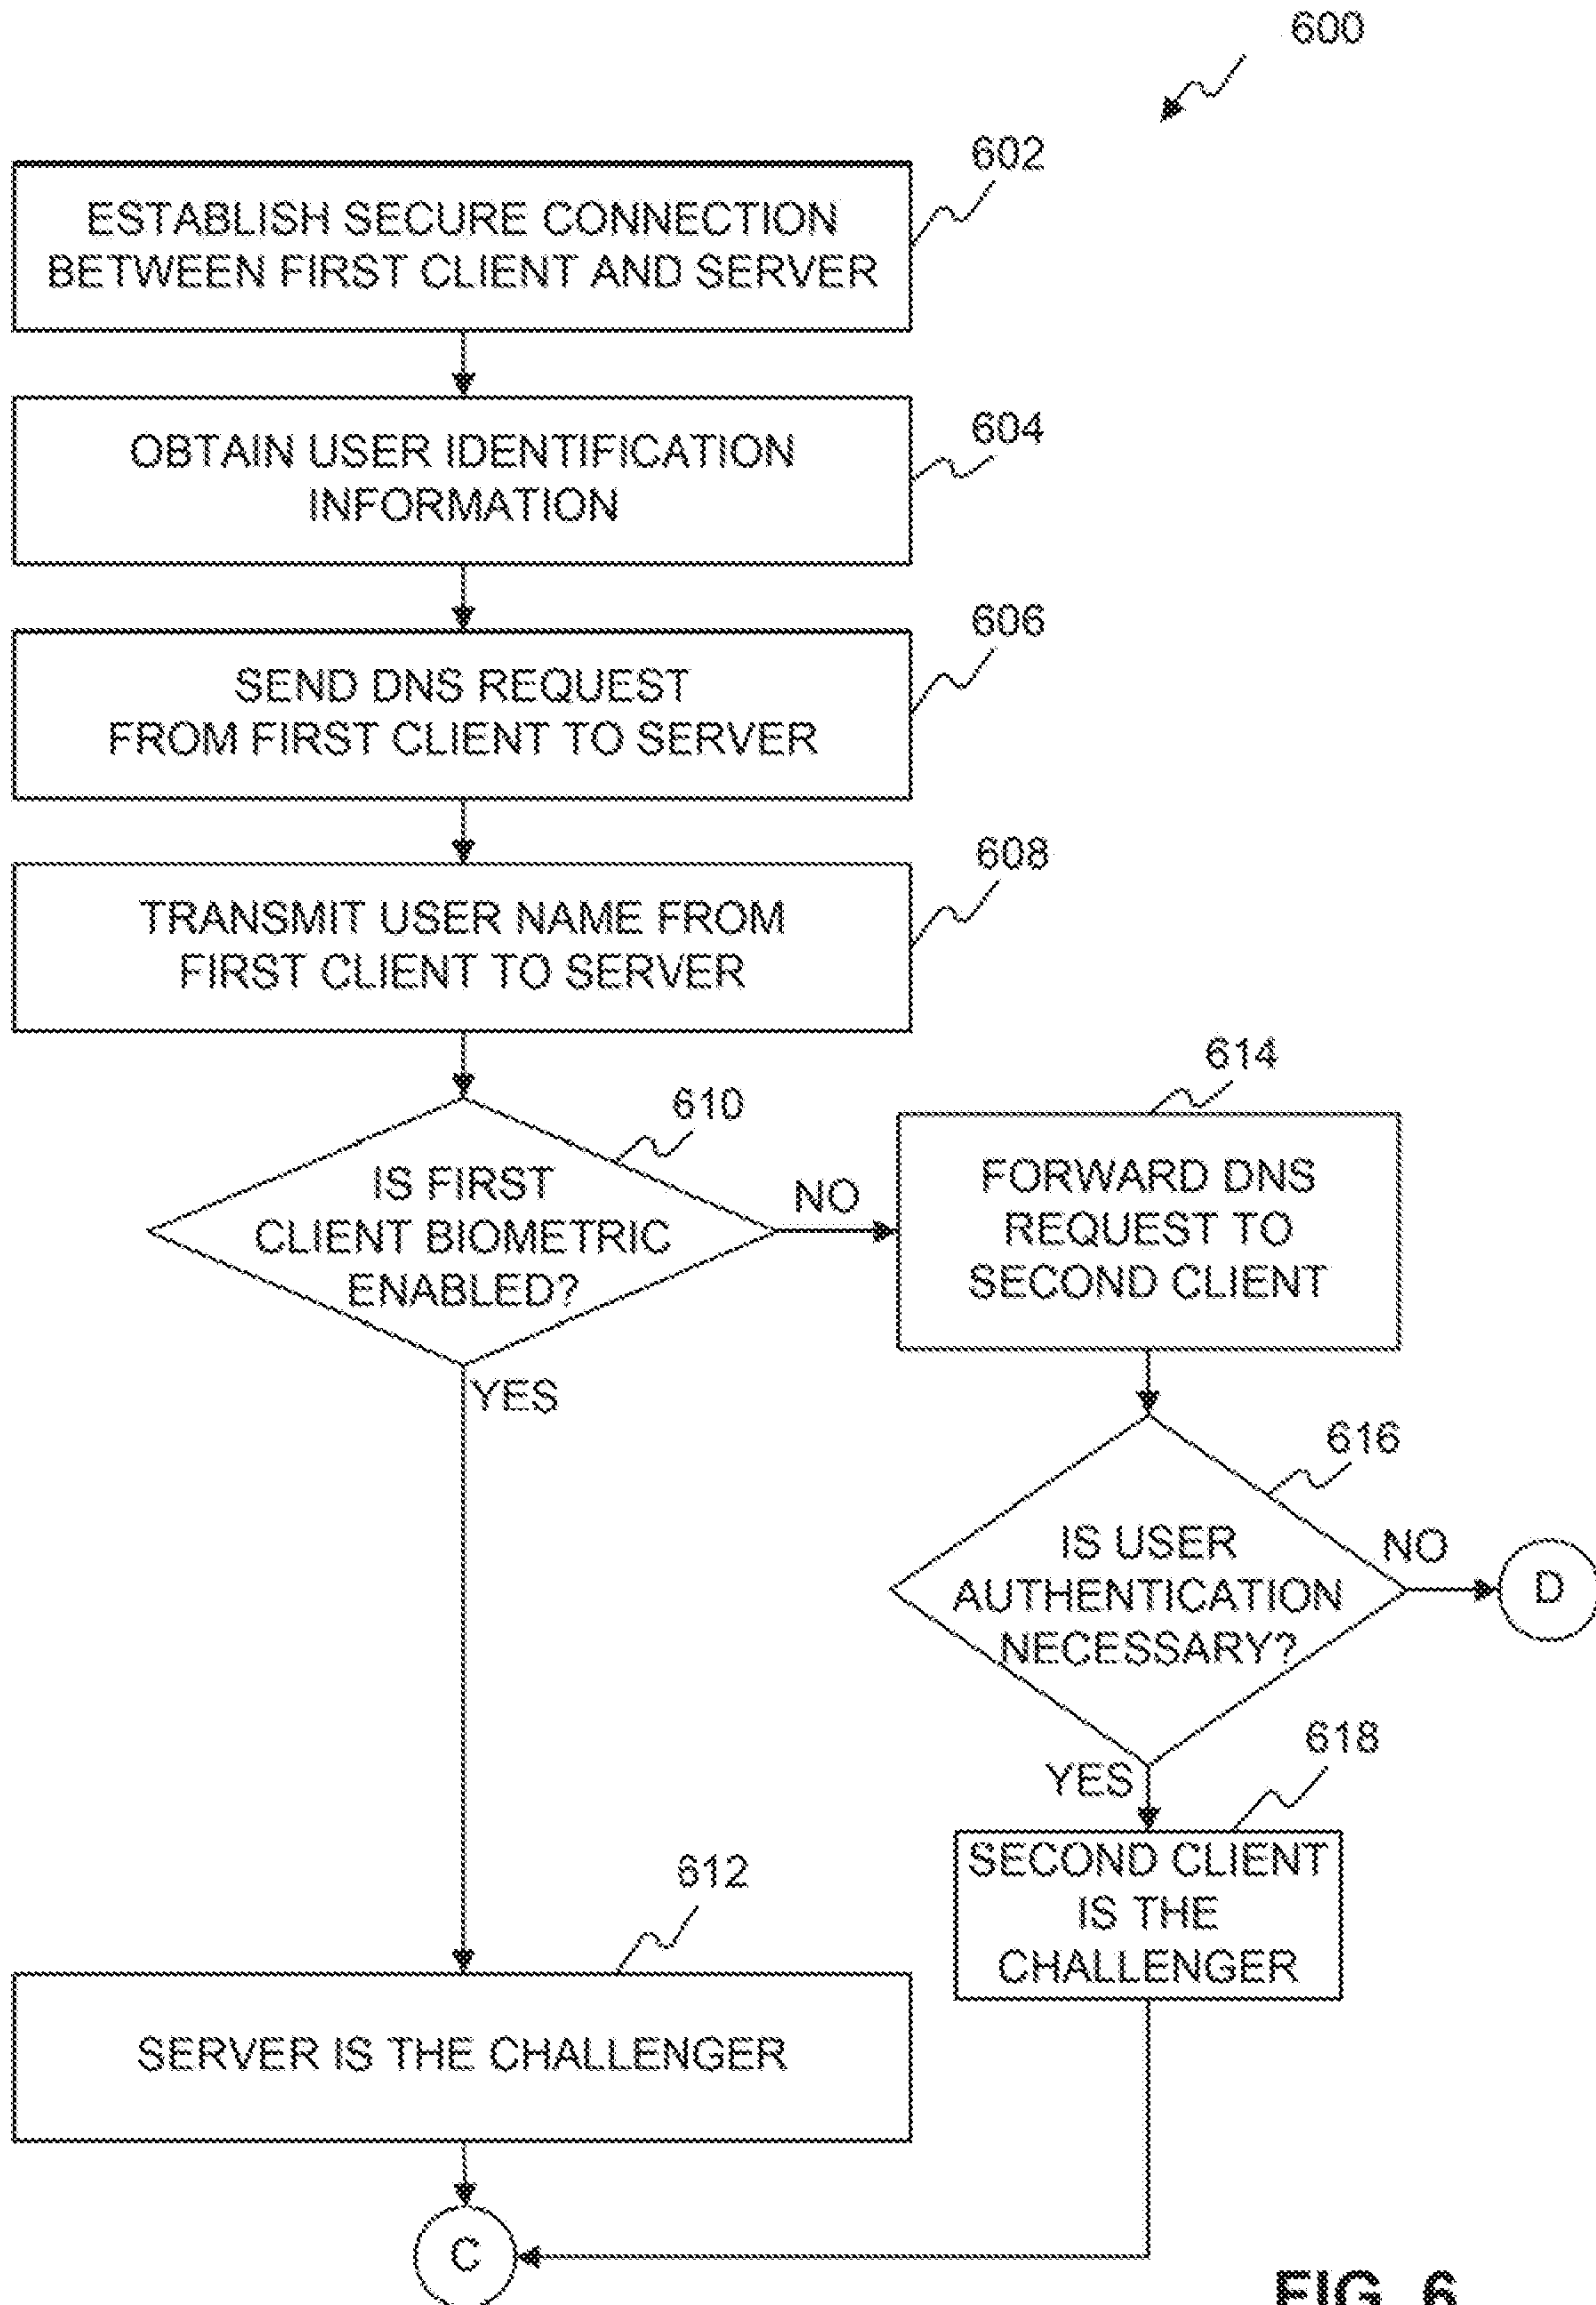 600
602
ESTABLISH SECURE CONNECTION
BETWEEN FIRST CLIENT AND SERVER
604
OBTAIN USER IDENTIFICATION
INFORMATION
606
SEND DNS REQUEST
FROM FIRST CLIENT TO SERVER
608
TRANSMIT USER NAME FROM
FIRST CLIENT TO SERVER
610
IS FIRST
CLIENT BIOMETRIC
ENABLED?
NO
YES
614
FORWARD DNS
REQUEST TO
SECOND CLIENT
616
IS USER
AUTHENTICATION
NECESSARY?
NO
D
YES
618
SECOND CLIENT
IS THE
CHALLENGER
612
SERVER IS THE CHALLENGER
C
FIG. 6